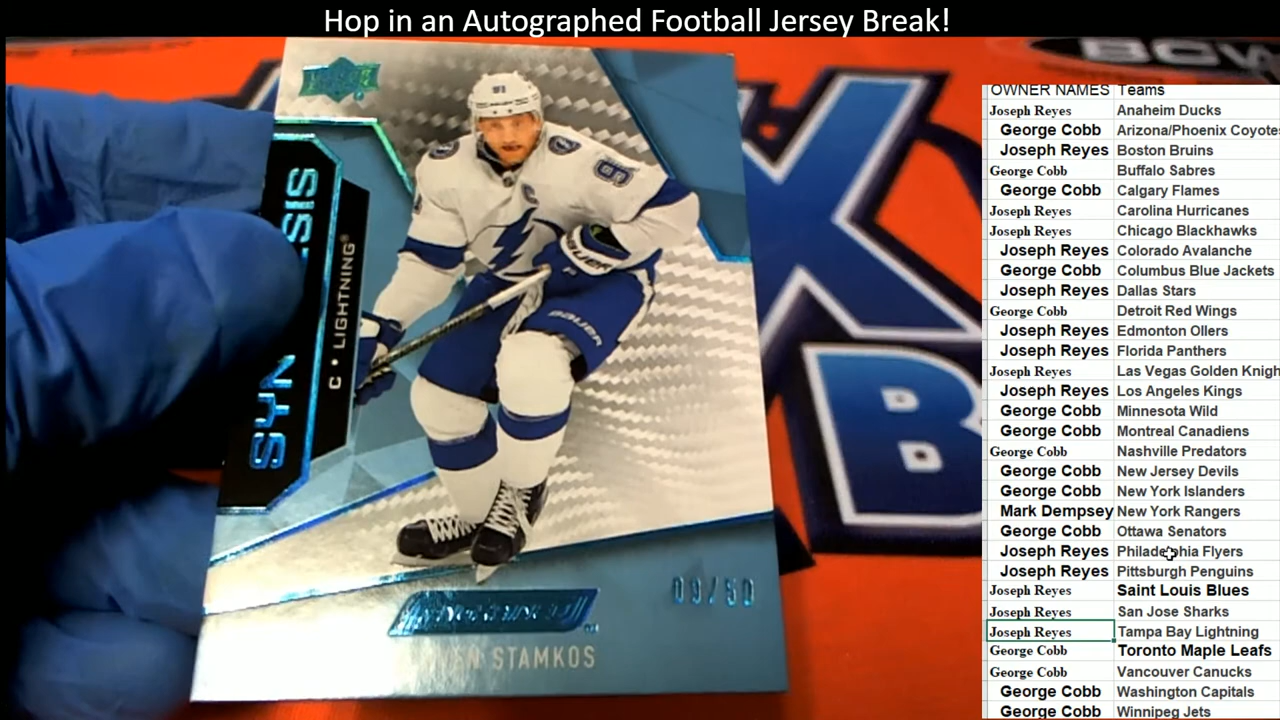 Hop in an Autographed Football Jersey Break!
BCW
UPPER DECK
91
91
C
BAUER
BAUER
C • LIGHTNING®
09/50
STAMKOS
OWNER NAMES Teams
Joseph Reyes Anaheim Ducks
George Cobb Arizona/Phoenix Coyote
Joseph Reyes Boston Bruins
George Cobb Buffalo Sabres
George Cobb Calgary Flames
Joseph Reyes Carolina Hurricanes
Joseph Reyes Chicago Blackhawks
Joseph Reyes Colorado Avalanche
George Cobb Columbus Blue Jackets
Joseph Reyes Dallas Stars
George Cobb Detroit Red Wings
Joseph Reyes Edmonton Ollers
Joseph Reyes Florida Panthers
Joseph Reyes Las Vegas Golden Knigh
Joseph Reyes Los Angeles Kings
George Cobb Minnesota Wild
George Cobb Montreal Canadiens
George Cobb Nashville Predators
George Cobb New Jersey Devils
George Cobb New York Islanders
Mark Dempsey New York Rangers
George Cobb Ottawa Senators
Joseph Reyes Philadelphia Flyers
Joseph Reyes Pittsburgh Penguins
Joseph Reyes Saint Louis Blues
Joseph Reyes San Jose Sharks
Joseph Reyes Tampa Bay Lightning
George Cobb Toronto Maple Leafs
George Cobb Vancouver Canucks
George Cobb Washington Capitals
George Cobb Winnipeg Jets